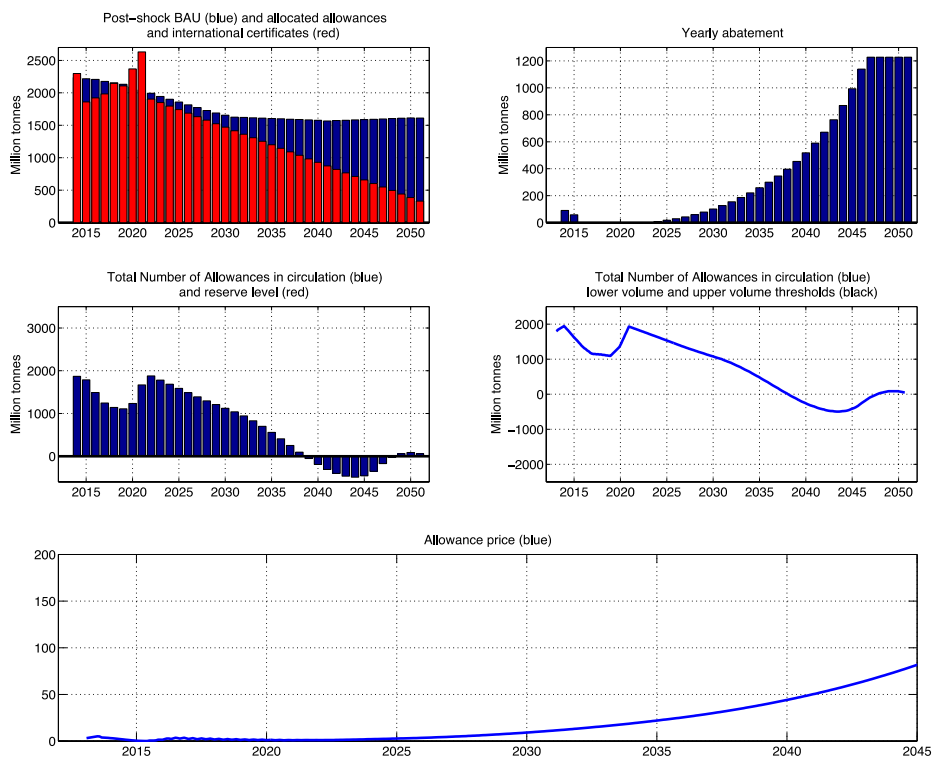 Post−shock BAU (blue) and allocated allowances
and international certificates (red)
Million tonnes
2500
2000
1500
1000
500
0
2015 2020 2025 2030 2035 2040 2045 2050
Yearly abatement
Million tonnes
1200
1000
800
600
400
200
0
2015 2020 2025 2030 2035 2040 2045 2050
Total Number of Allowances in circulation (blue)
and reserve level (red)
Million tonnes
3000
2000
1000
0
2015 2020 2025 2030 2035 2040 2045 2050
Total Number of Allowances in circulation (blue)
lower volume and upper volume thresholds (black)
Million tonnes
2000
1000
0
−1000
−2000
2015 2020 2025 2030 2035 2040 2045 2050
Allowance price (blue)
200
150
100
50
0
2015 2020 2025 2030 2035 2040 2045